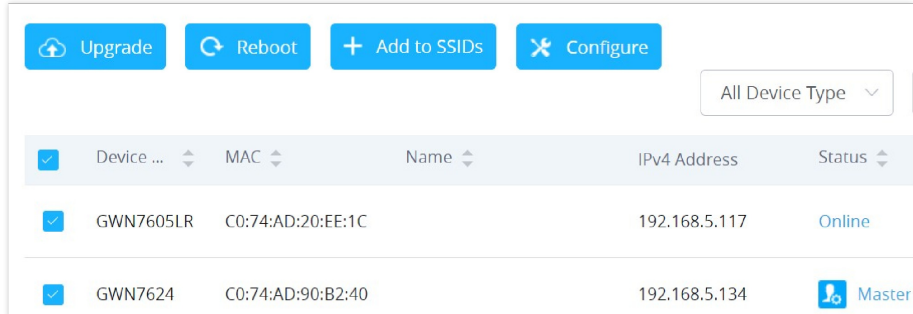 Upgrade Reboot Add to SSIDs Configure
All Device Type
Device ... MAC Name IPv4 Address Status
GWN7605LR C0:74:AD:20:EE:1C 192.168.5.117 Online
GWN7624 C0:74:AD:90:B2:40 192.168.5.134 Master